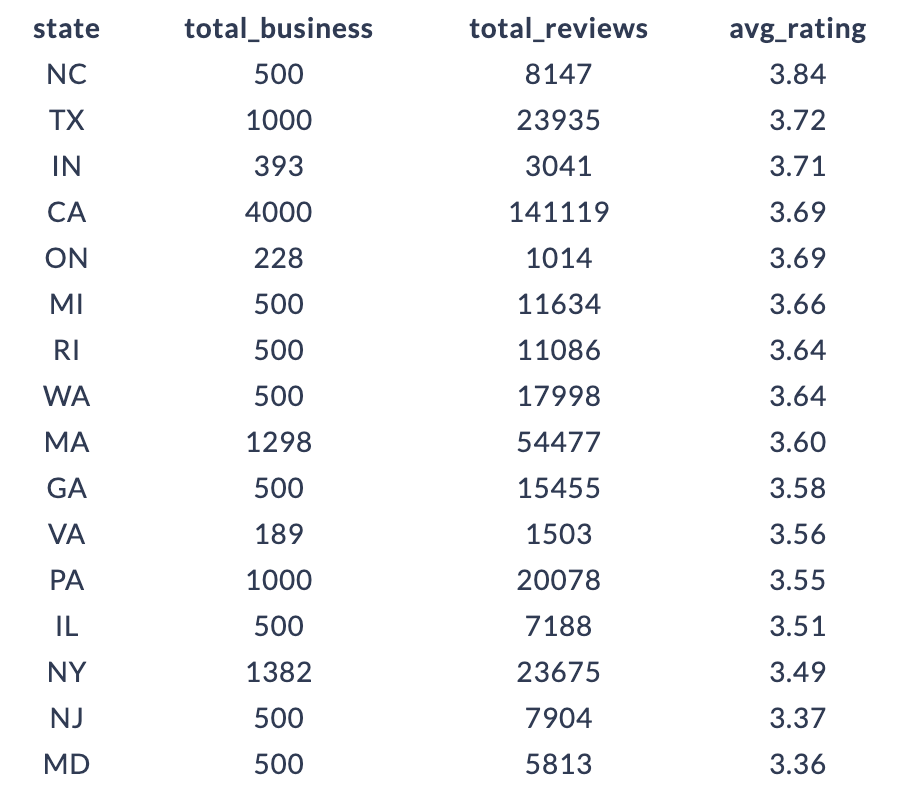 state total_business total_reviews avg_rating
NC 500 8147 3.84
TX 1000 23935 3.72
IN 393 3041 3.71
CA 4000 141119 3.69
ON 228 1014 3.69
MI 500 11634 3.66
RI 500 11086 3.64
WA 500 17998 3.64
MA 1298 54477 3.60
GA 500 15455 3.58
VA 189 1503 3.56
PA 1000 20078 3.55
IL 500 7188 3.51
NY 1382 23675 3.49
NJ 500 7904 3.37
MD 500 5813 3.36